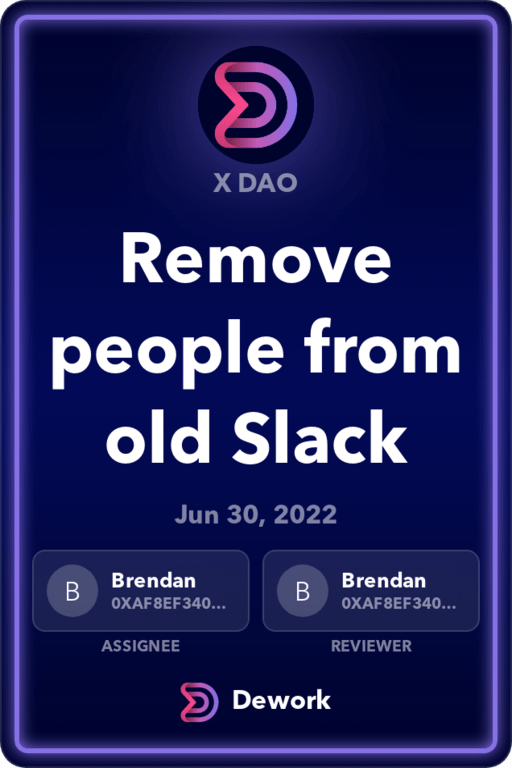 X DAO
Remove
people from
old Slack
Jun 30, 2022
B Brendan
0XAF8EF340...
B Brendan
0XAF8EF340...
ASSIGNEE
REVIEWER
Dework